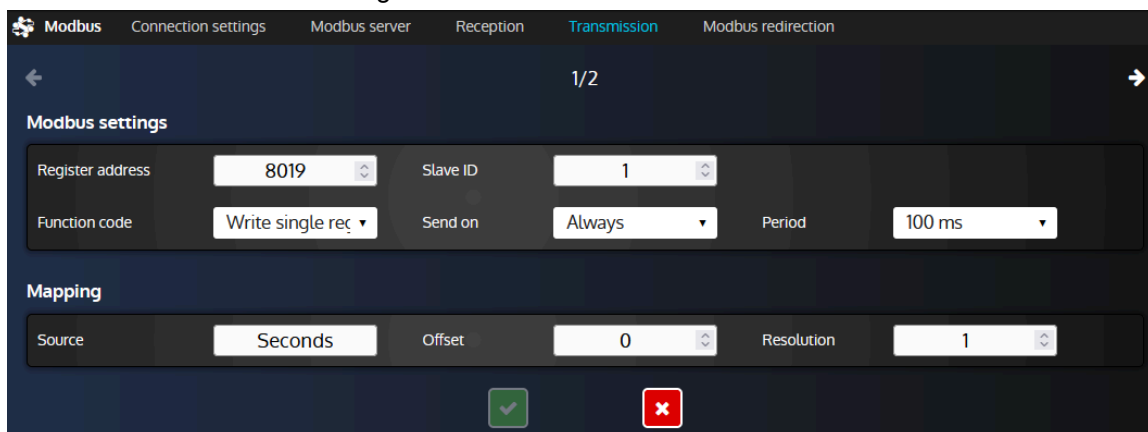 Modbus Connection settings Modbus server Reception Transmission Modbus redirection
1/2
Modbus settings
Register address 8019 Slave ID 1
Function code Write single reg Send on Always Period 100 ms
Mapping
Source Seconds Offset 0 Resolution 1